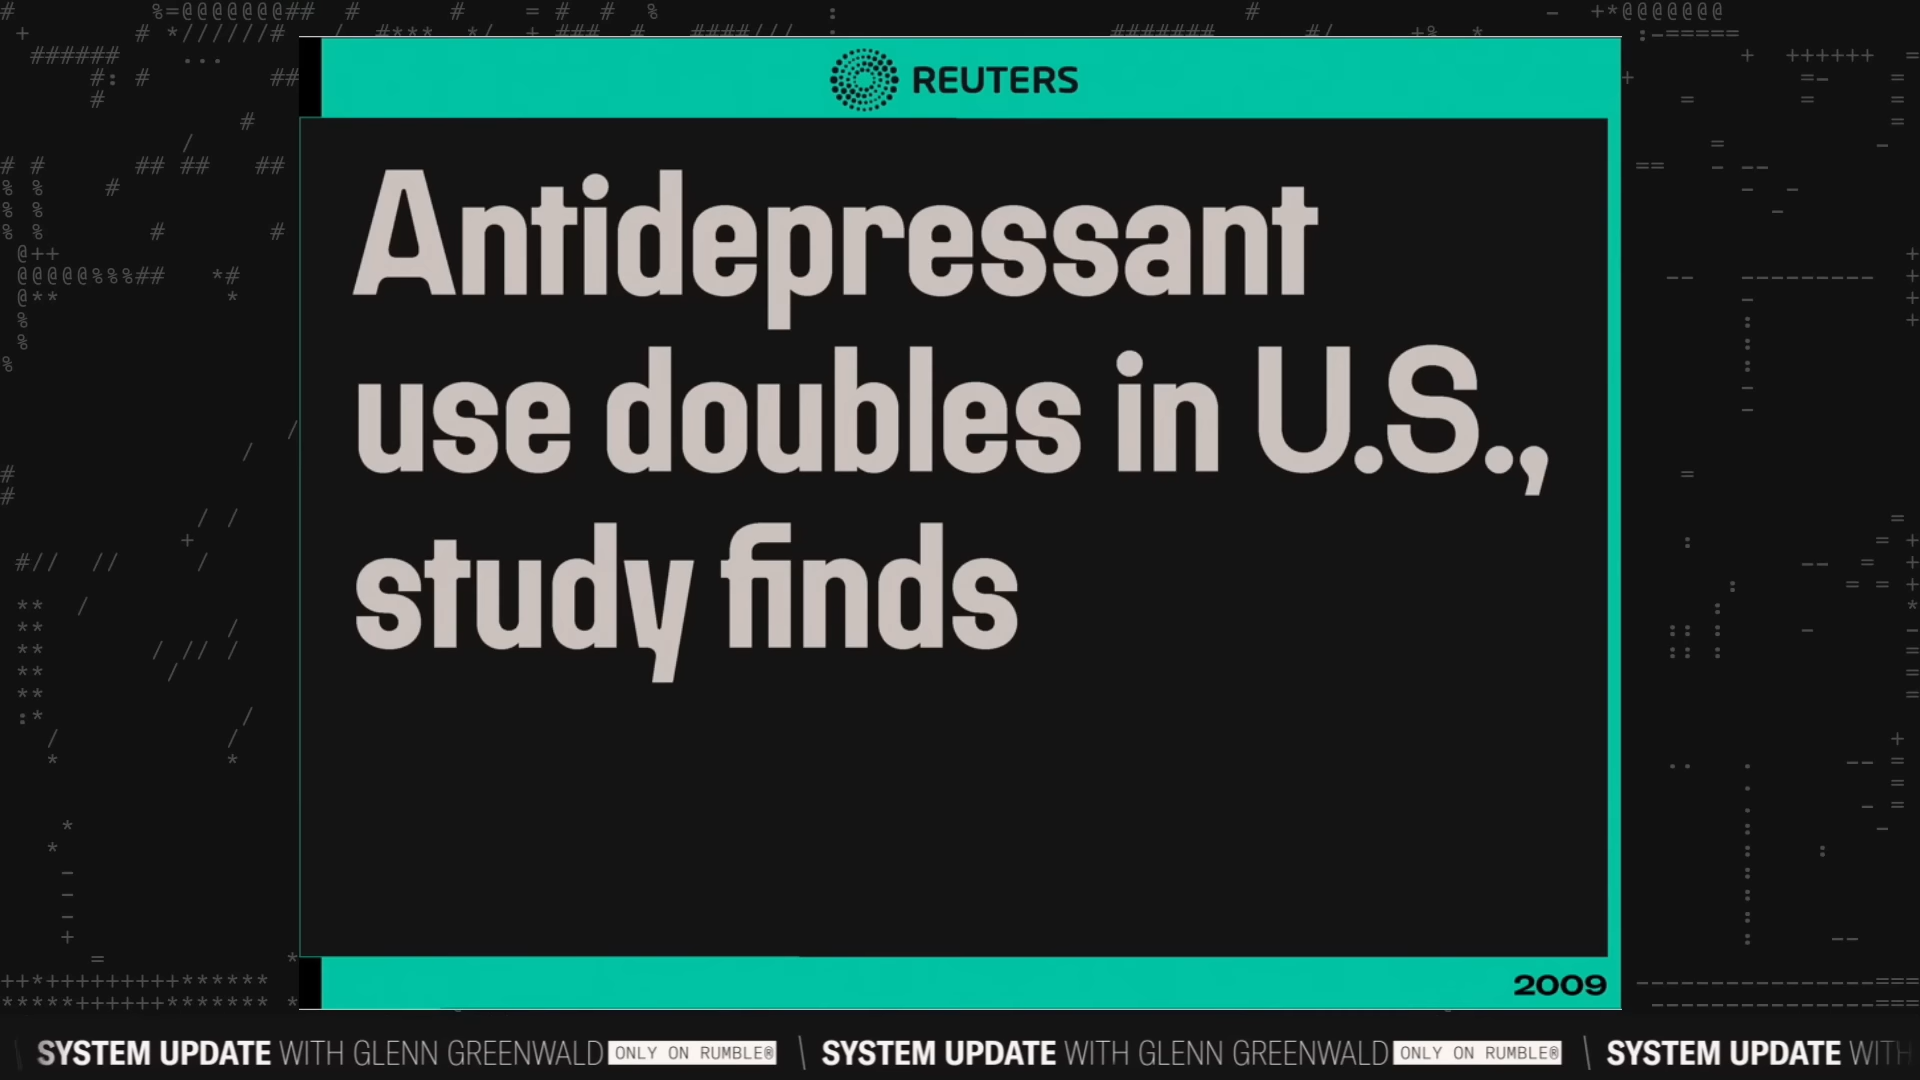 REUTERS
Antidepressant
use doubles in U.S.,
study finds
2009
SYSTEM UPDATE WITH GLENN GREENWALD ONLY ON RUMBLE® \ SYSTEM UPDATE WITH GLENN GREENWALD ONLY ON RUMBLE® \ SYSTEM UPDATE WITH